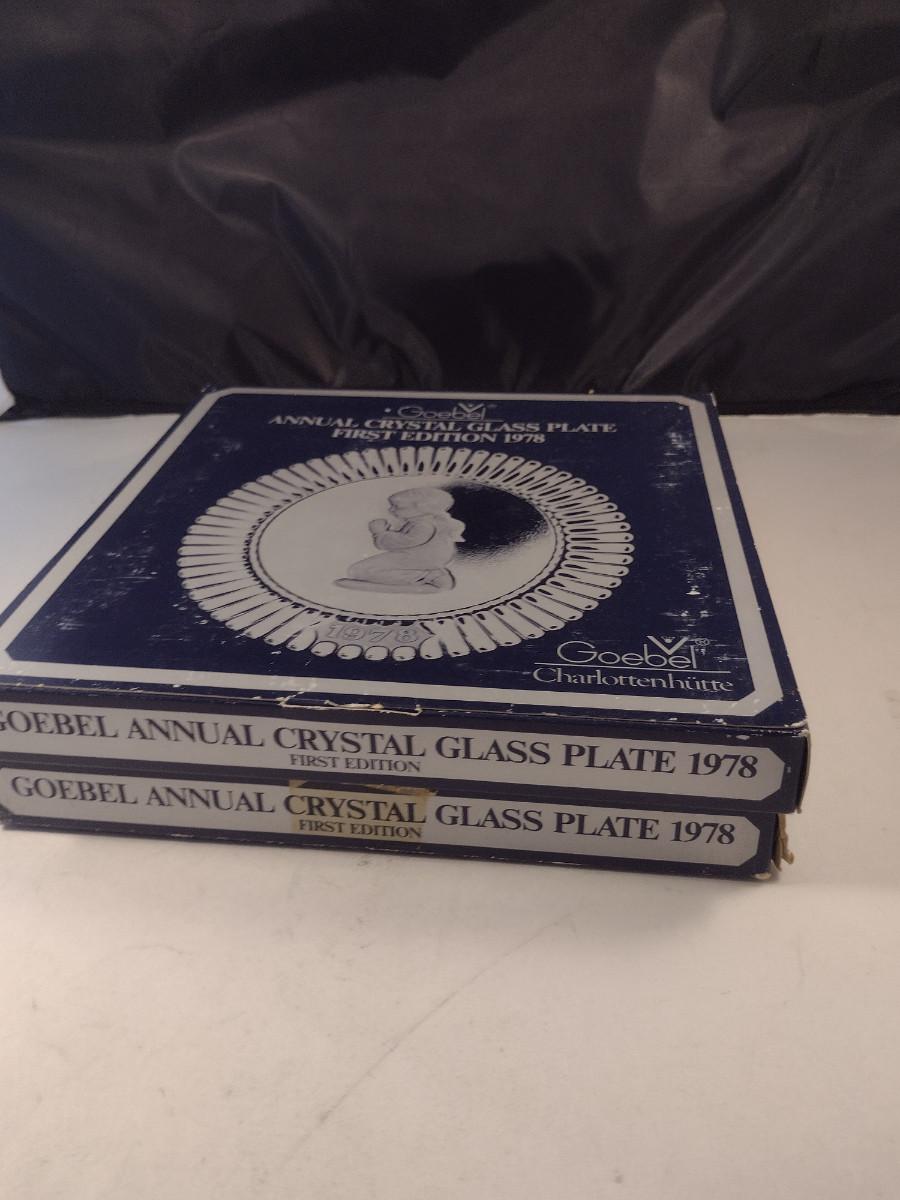 Goebel
ANNUAL CRYSTAL GLASS PLATE
FIRST EDITION 1978
1978
Goebel®
Charlottenhütte
GOEBEL ANNUAL CRYSTAL GLASS PLATE 1978
FIRST EDITION
GOEBEL ANNUAL CRYSTAL GLASS PLATE 1978
FIRST EDITION